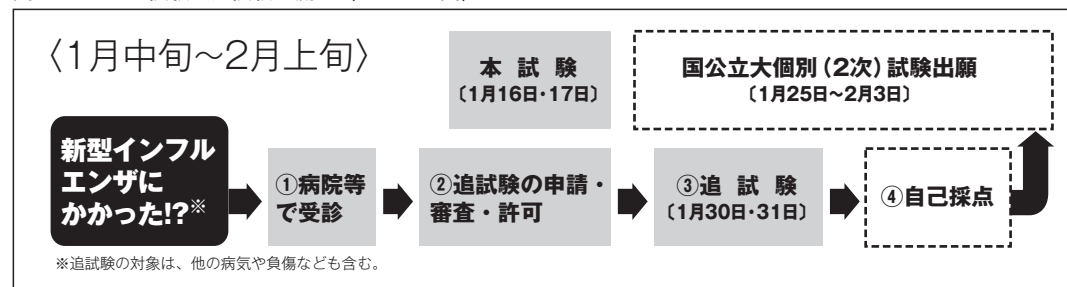 〈1月中旬～2月上旬〉
本試験
〔1月16日・17日〕
国公立大個別（2次）試験出願
〔1月25日～2月3日〕
新型インフル
エンザに
かかった!?※
①病院等
で受診
②追試験の申請・
審査・許可
③追試験
〔1月30日・31日〕
④自己採点
※追試験の対象は、他の病気や負傷なども含む。